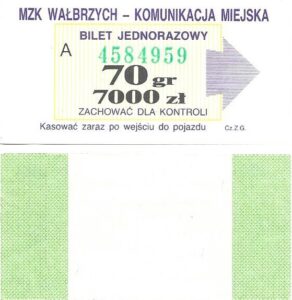 MZK WAŁBRZYCH – KOMUNIKACJA MIEJSKA
BILET JEDNORAZOWY
A
4584959
70 gr
7000 zł
ZACHOWAĆ DLA KONTROLI
Kasować zaraz po wejściu do pojazdu
Cz.Z.G.